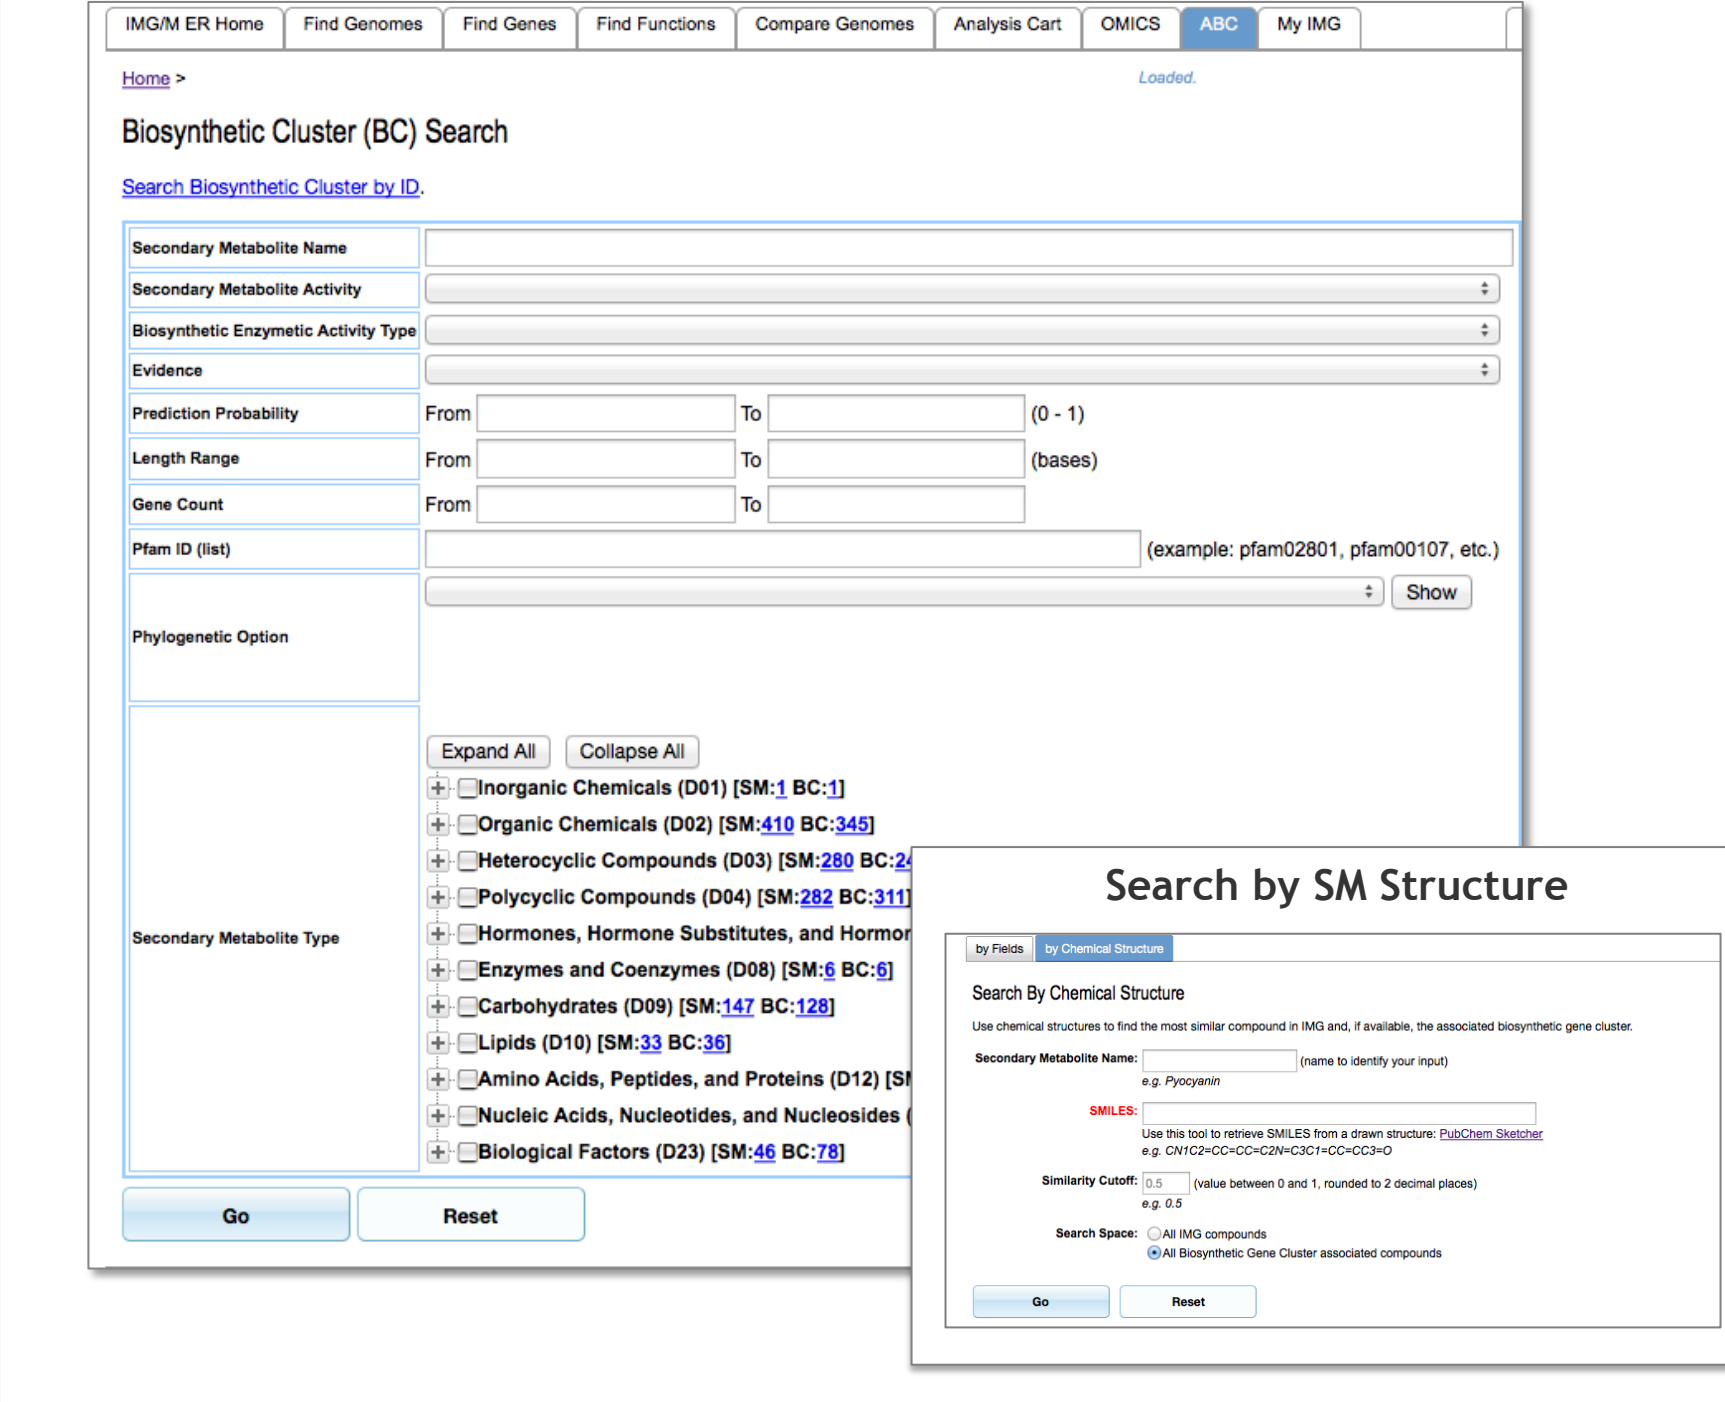 IMG/M ER Home Find Genomes Find Genes Find Functions Compare Genomes Analysis Cart OMICS ABC My IMG
Home > Loaded.
Biosynthetic Cluster (BC) Search
Search Biosynthetic Cluster by ID.
Secondary Metabolite Name
Secondary Metabolite Activity
Biosynthetic Enzymetic Activity Type
Evidence
Prediction Probability From To (0 - 1)
Length Range From To (bases)
Gene Count From To
Pfam ID (list) (example: pfam02801, pfam00107, etc.)
Phylogenetic Option Show
Secondary Metabolite Type
Expand All Collapse All
Inorganic Chemicals (D01) [SM:1 BC:1]
Organic Chemicals (D02) [SM:410 BC:345]
Heterocyclic Compounds (D03) [SM:280 BC:
Polycyclic Compounds (D04) [SM:282 BC:311]
Hormones, Hormone Substitutes, and
Enzymes and Coenzymes (D08) [SM:6 BC:6]
Carbohydrates (D09) [SM:147 BC:128]
Lipids (D10) [SM:33 BC:36]
Amino Acids, Peptides, and Proteins (D12)
Nucleic Acids, Nucleotides, and Nucleosides (
Biological Factors (D23) [SM:46 BC:78]
Go Reset
Search by SM Structure
by Fields by Chemical Structure
Search By Chemical Structure
Use chemical structures to find the most similar compound in IMG and, if available, the associated biosynthetic gene cluster.
Secondary Metabolite Name: (name to identify your input)
e.g. Pyocyanin
SMILES:
Use this tool to retrieve SMILES from a drawn structure: PubChem Sketcher
e.g. CN1C2=CC=CC=C2N=C3C1=CC=CC3=O
Similarity Cutoff: 0.5 (value between 0 and 1, rounded to 2 decimal places)
e.g. 0.5
Search Space: All IMG compounds
All Biosynthetic Gene Cluster associated compounds
Go Reset